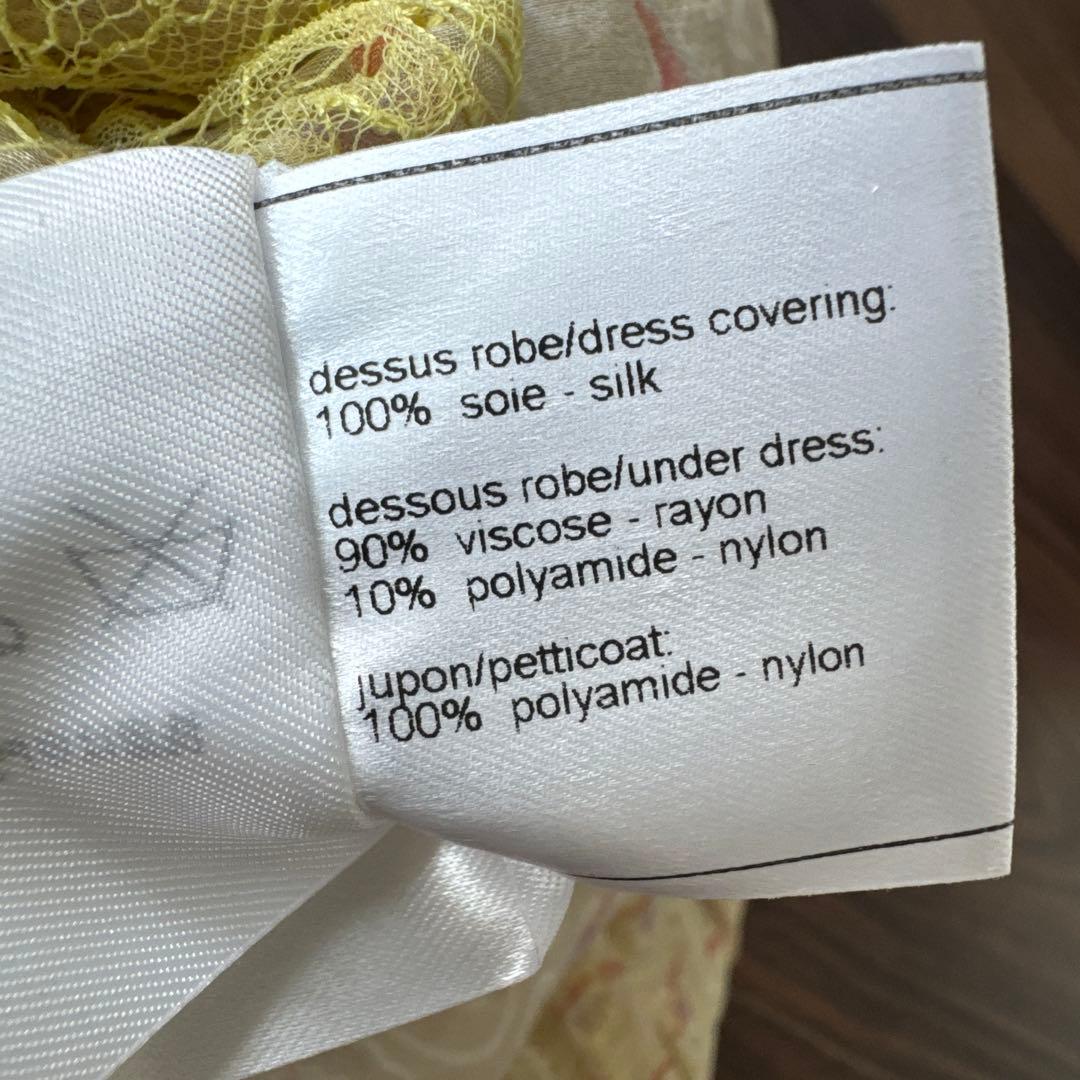 dessus robe/dress covering:
100% soie - silk
dessous robe/under dress:
90% viscose - rayon
10% polyamide - nylon
jupon/petticoat:
100% polyamide - nylon